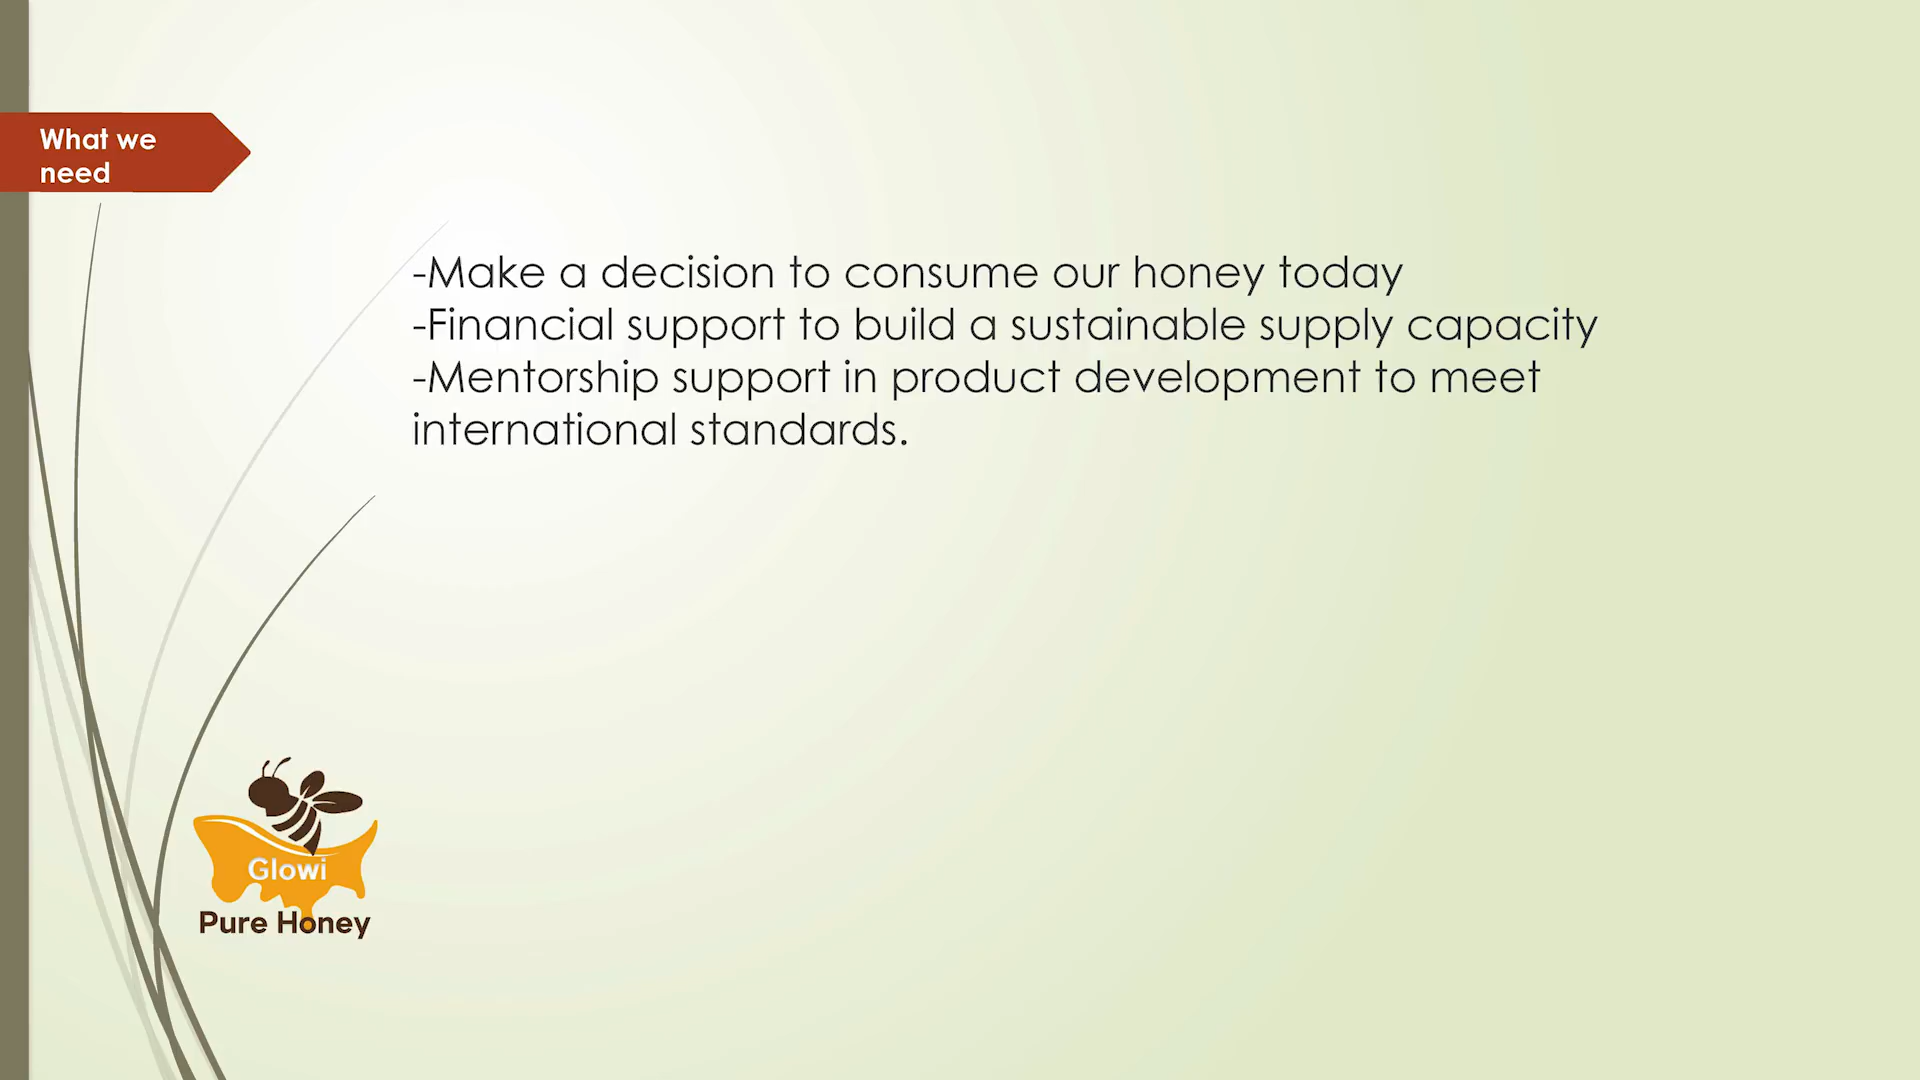 What we
need
-Make a decision to consume our honey today
-Financial support to build a sustainable supply capacity
-Mentorship support in product development to meet
international standards.
Glowi
Pure Honey